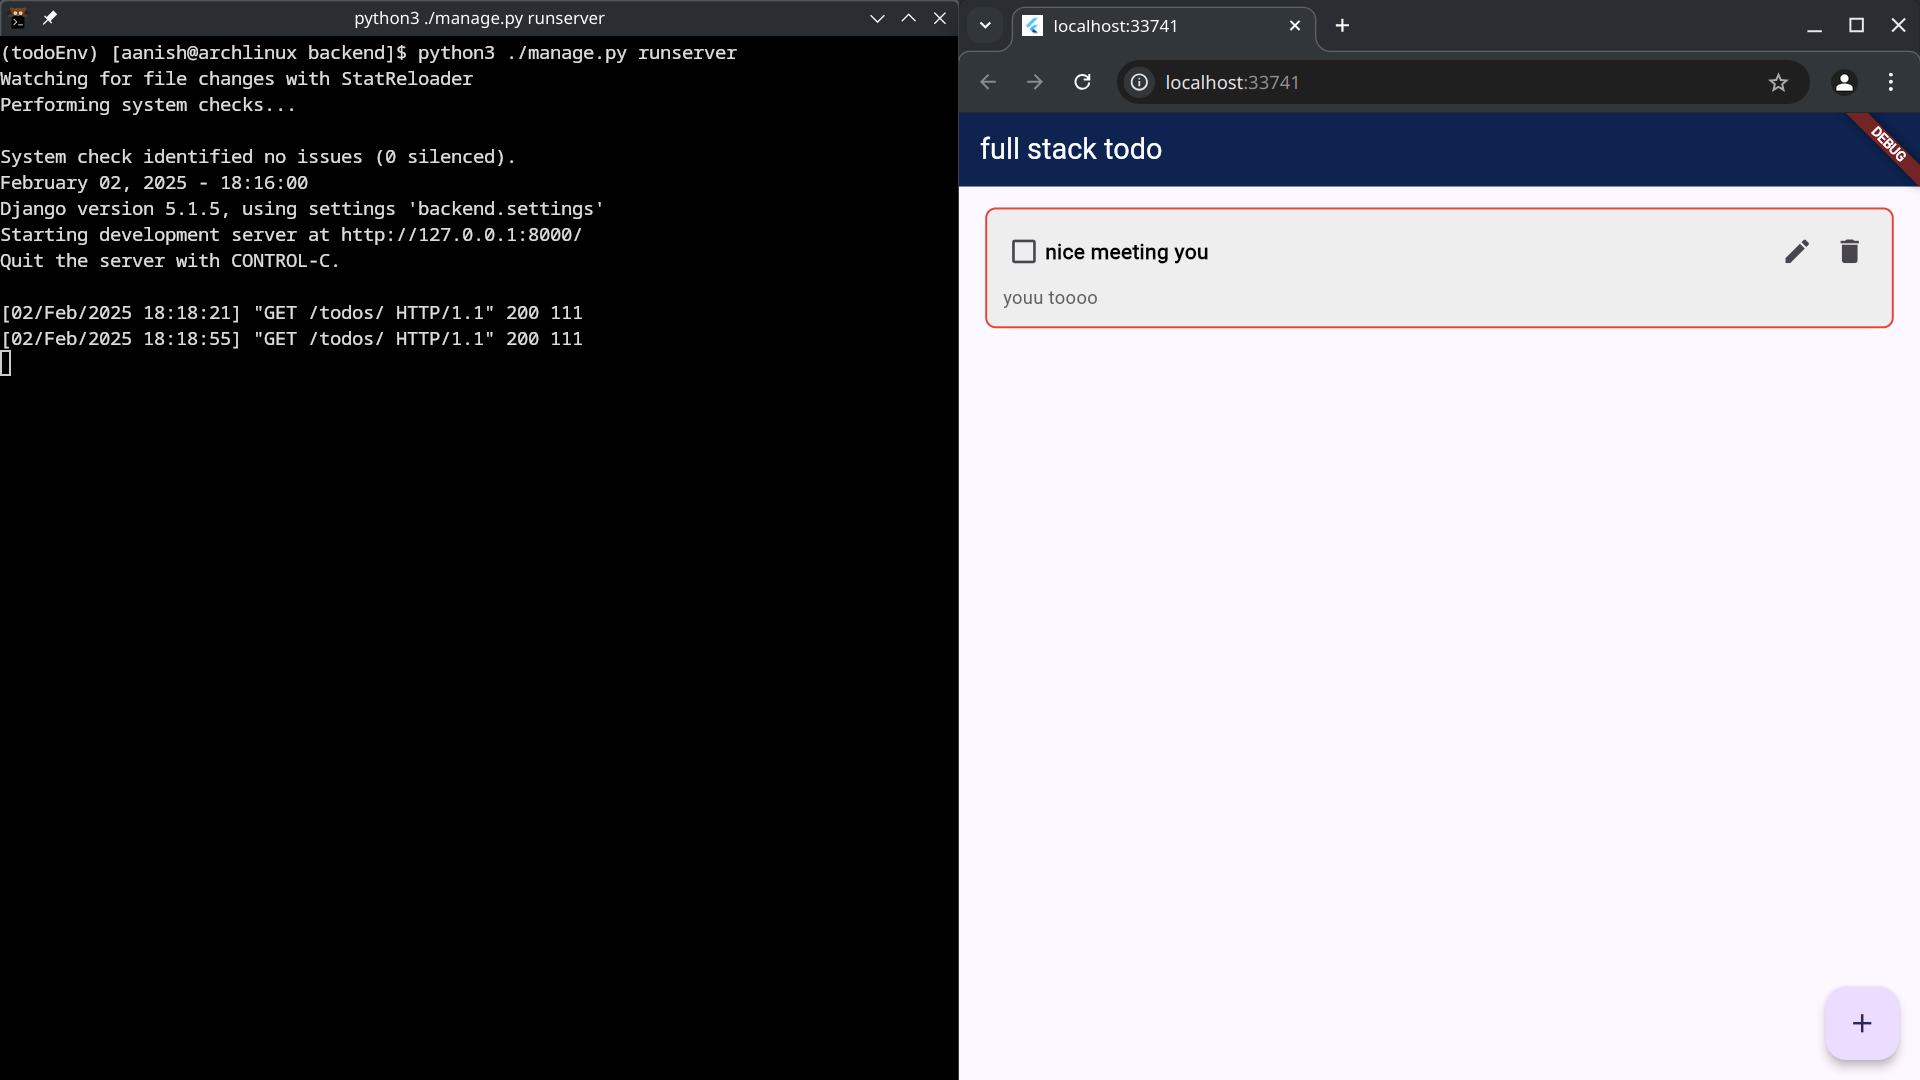 python3 ./manage.py runserver
(todoEnv) [aanish@archlinux backend]$ python3 ./manage.py runserver
Watching for file changes with StatReloader
Performing system checks...
System check identified no issues (0 silenced).
February 02, 2025 - 18:16:00
Django version 5.1.5, using settings 'backend.settings'
Starting development server at http://127.0.0.1:8000/
Quit the server with CONTROL-C.
[02/Feb/2025 18:18:21] "GET /todos/ HTTP/1.1" 200 111
[02/Feb/2025 18:18:55] "GET /todos/ HTTP/1.1" 200 111
localhost:33741
localhost:33741
full stack todo
DEBUG
nice meeting you
youu toooo